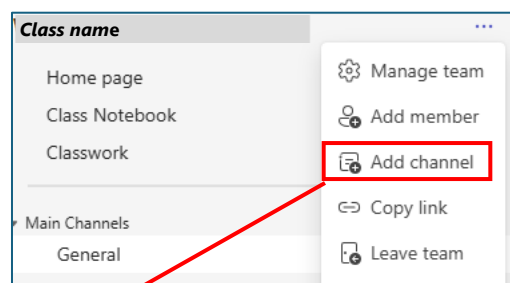 Class name
Home page
Class Notebook
Classwork
Main Channels
General
Manage team
Add member
Add channel
Copy link
Leave team